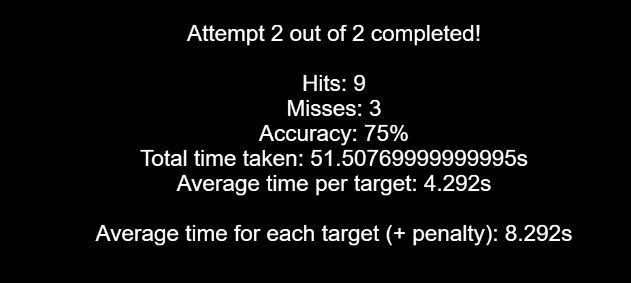 Attempt 2 out of 2 completed!
Hits: 9
Misses: 3
Accuracy: 75%
Total time taken: 51.50769999999995s
Average time per target: 4.292s
Average time for each target (+ penalty): 8.292s